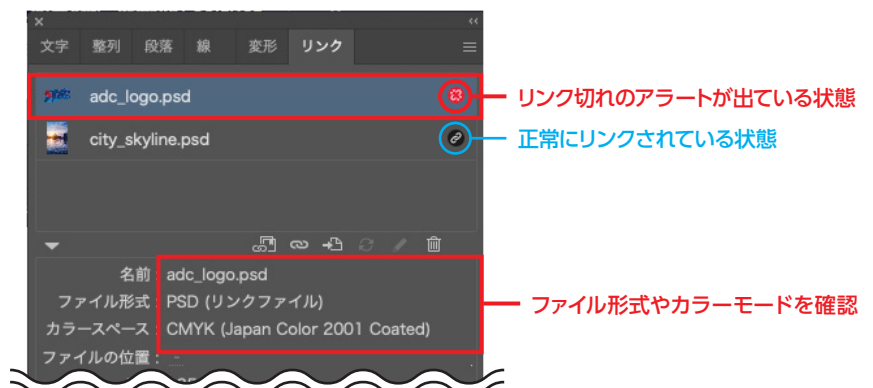 文字 整列 段落 線 変形 リンク
adc_logo.psd
リンク切れのアラートが出ている状態
city_skyline.psd
正常にリンクされている状態
名前: adc_logo.psd
ファイル形式: PSD (リンクファイル)
ファイル形式やカラーモードを確認
カラースペース: CMYK (Japan Color 2001 Coated)
ファイルの位置: -